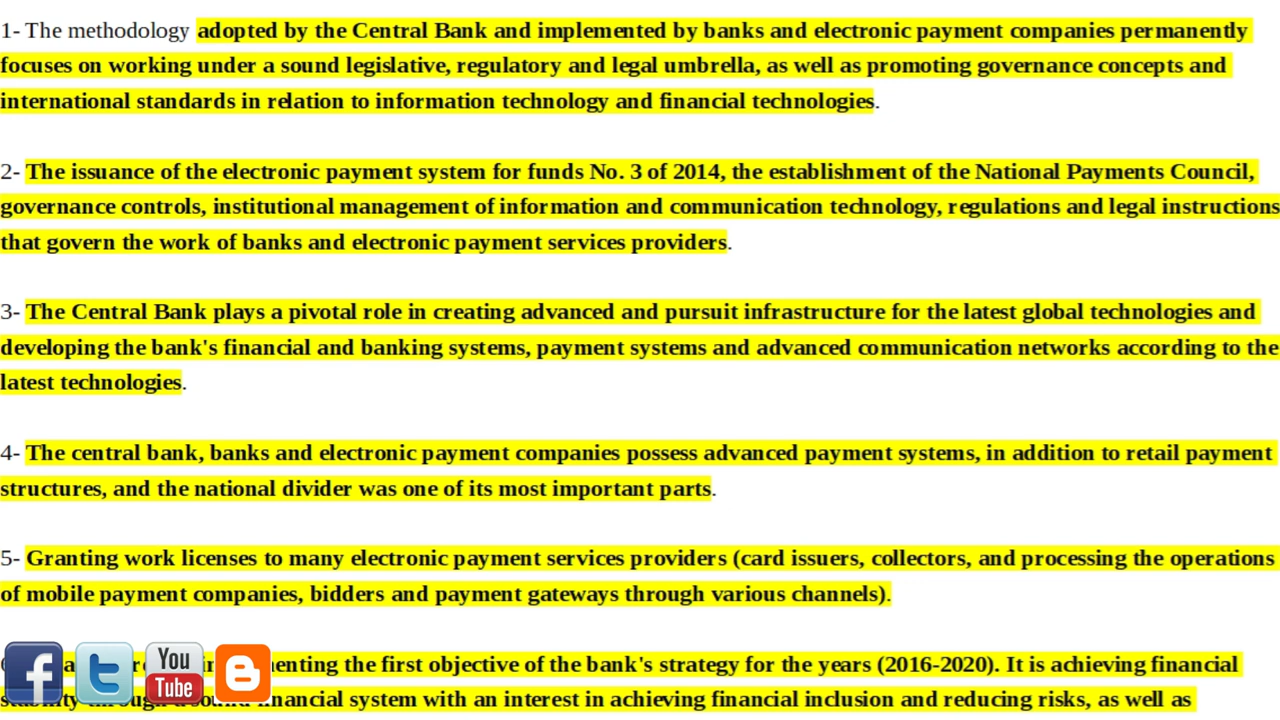 1- The methodology adopted by the Central Bank and implemented by banks and electronic payment companies permanently
focuses on working under a sound legislative, regulatory and legal umbrella, as well as promoting governance concepts and
international standards in relation to information technology and financial technologies.
2- The issuance of the electronic payment system for funds No. 3 of 2014, the establishment of the National Payments Council,
governance controls, institutional management of information and communication technology, regulations and legal instructions
that govern the work of banks and electronic payment services providers.
3- The Central Bank plays a pivotal role in creating advanced and pursuit infrastructure for the latest global technologies and
developing the bank's financial and banking systems, payment systems and advanced communication networks according to the
latest technologies.
4- The central bank, banks and electronic payment companies possess advanced payment systems, in addition to retail payment
structures, and the national divider was one of its most important parts.
5- Granting work licenses to many electronic payment services providers (card issuers, collectors, and processing the operations
of mobile payment companies, bidders and payment gateways through various channels).
the first objective of the bank's strategy for the years (2016-2020). It is achieving financial
financial system with an interest in achieving financial inclusion and reducing risks, as well as
You
Tube